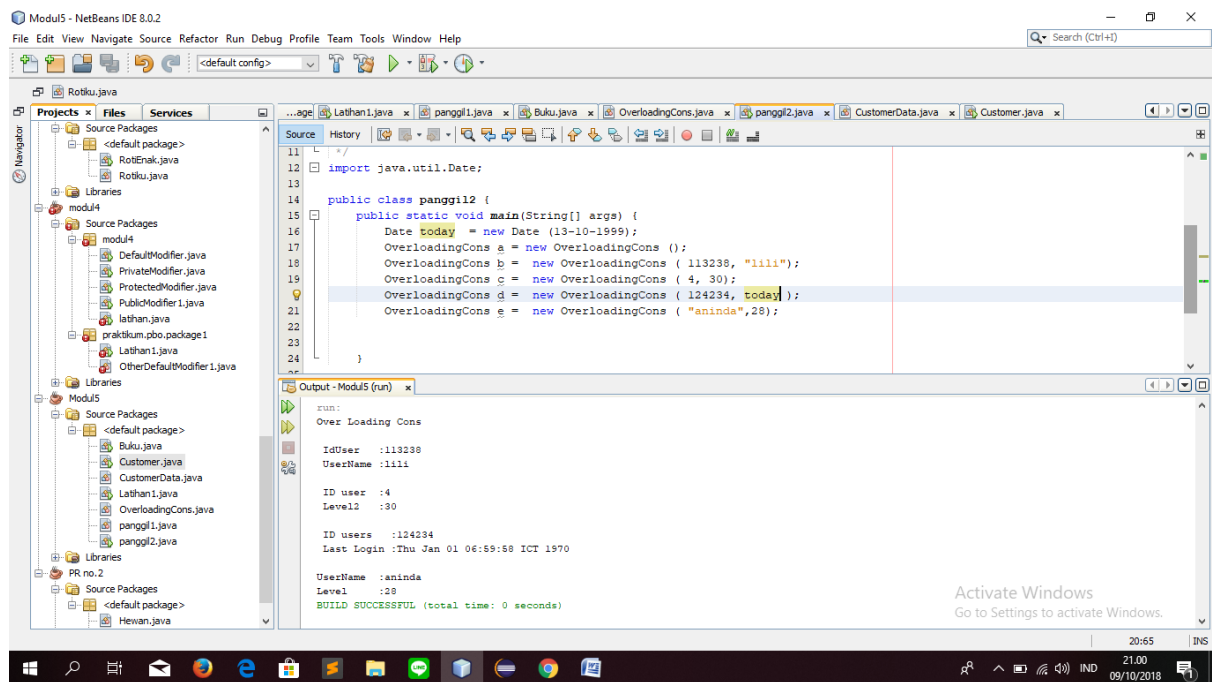 Modul5 - NetBeans IDE 8.0.2
File Edit View Navigate Source Refactor Run Debug Profile Team Tools Window Help
Search (Ctrl+I)
<default config>
Rotiku.java
Projects Files Services
...age Latihan1.java panggil1.java Buku.java OverloadingCons.java panggil2.java CustomerData.java Customer.java
Navigator
Source Packages
<default package>
RotiEnak.java
Rotiku.java
Libraries
modul4
Source Packages
modul4
DefaultModifier.java
PrivateModifier.java
ProtectedModifier.java
PublicModifier1.java
latihan.java
praktikum.pbo.package1
Latihan1.java
OtherDefaultModifier1.java
Libraries
Modul5
Source Packages
<default package>
Buku.java
Customer.java
CustomerData.java
Latihan1.java
OverloadingCons.java
panggil1.java
panggil2.java
Libraries
PR no.2
Source Packages
<default package>
Hewan.java
Source History
11 */
12 import java.util.Date;
13
14 public class panggil2 {
15 public static void main(String[] args) {
16 Date today  = new Date (13-10-1999);
17 OverloadingCons a = new OverloadingCons ();
18 OverloadingCons b =  new OverloadingCons ( 113238, "lili");
19 OverloadingCons c =  new OverloadingCons ( 4, 30);
OverloadingCons d =  new OverloadingCons ( 124234, today );
21 OverloadingCons e =  new OverloadingCons ( "aninda",28);
22
23
24 }
Output - Modul5 (run)
run:
Over Loading Cons
IdUser   :113238
UserName :lili
ID user  :4
Level2   :30
ID users   :124234
Last Login :Thu Jan 01 06:59:58 ICT 1970
UserName  :aninda
Level     :28
BUILD SUCCESSFUL (total time: 0 seconds)
Activate Windows
Go to Settings to activate Windows.
20:65 INS
IND
21.00
09/10/2018